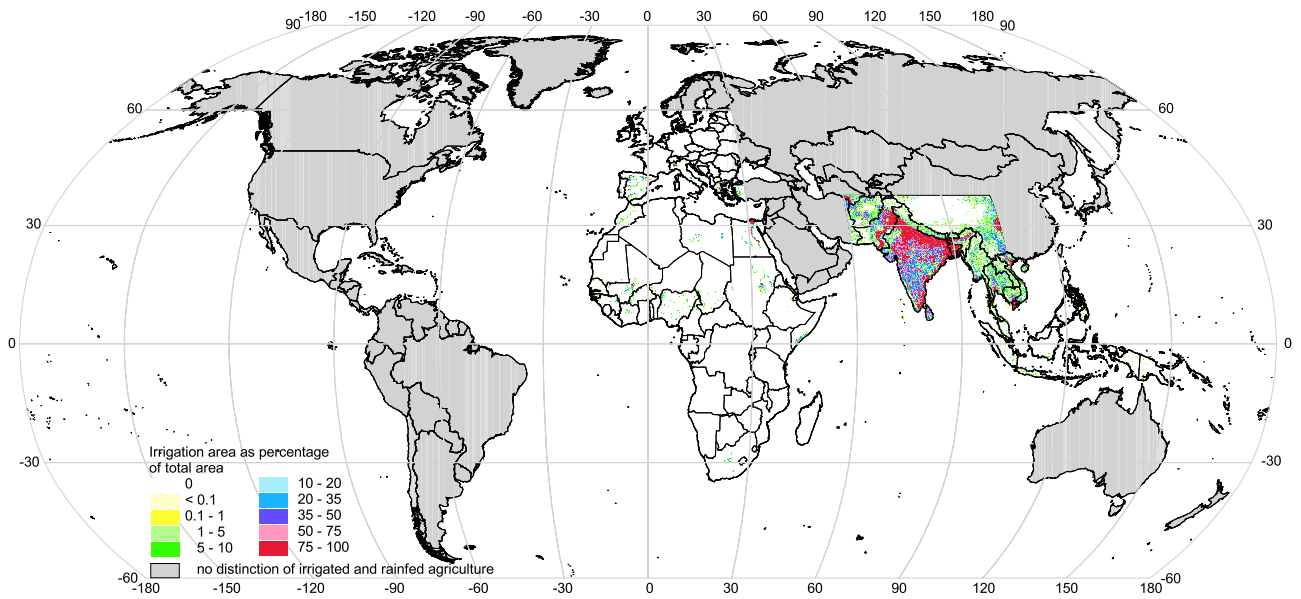 90 -180 -150 -120 -90 -60 -30 0 30 60 90 120 150 180 90
60 60
30 30
0 0
-30 -30
Irrigation area as percentage
of total area
0 10 - 20
< 0.1 20 - 35
0.1 - 1 35 - 50
1 - 5 50 - 75
5 - 10 75 - 100
no distinction of irrigated and rainfed agriculture
-60 -60
-180 -150 -120 -90 -60 -30 0 30 60 90 120 150 180